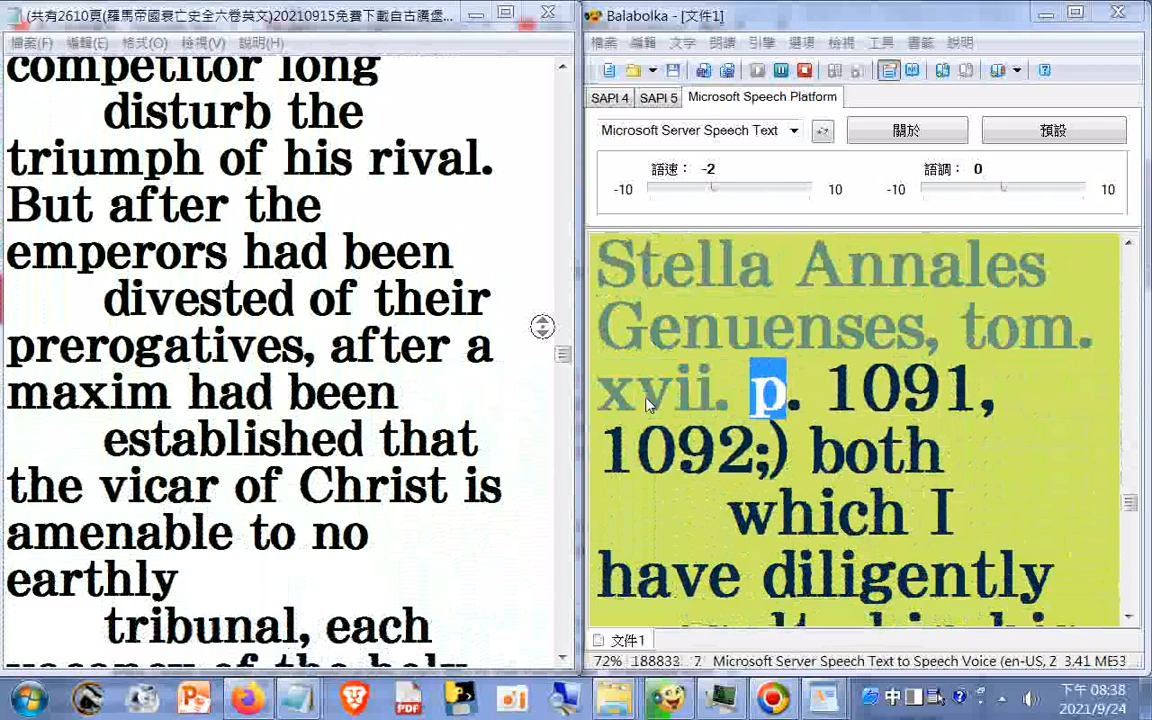 (共有2610頁(羅馬帝國衰亡史全六卷英文)20210915免費下載自古騰堡...
檔案(F) 編輯(E) 格式(O) 檢視(V) 說明(H)
competitor long
disturb the
triumph of his rival.
But after the
emperors had been
divested of their
prerogatives, after a
maxim had been
established that
the vicar of Christ is
amenable to no
earthly
tribunal, each
vacancy of the holy
Balabolka - [文件1]
檔案 編輯 文字 朗讀 引擎 選項 檢視 工具 書籤 說明
SAPI 4 SAPI 5 Microsoft Speech Platform
Microsoft Server Speech Text 關於 預設
語速： -2 語調： 0
-10 10 -10 10
Stella Annales
Genuenses, tom.
xvii. p. 1091,
1092;) both
which I
have diligently
文件1
72% 188833 7 Microsoft Server Speech Text to Speech Voice (en-US, Z 3,41 ME53
中 下午 08:38
2021/9/24